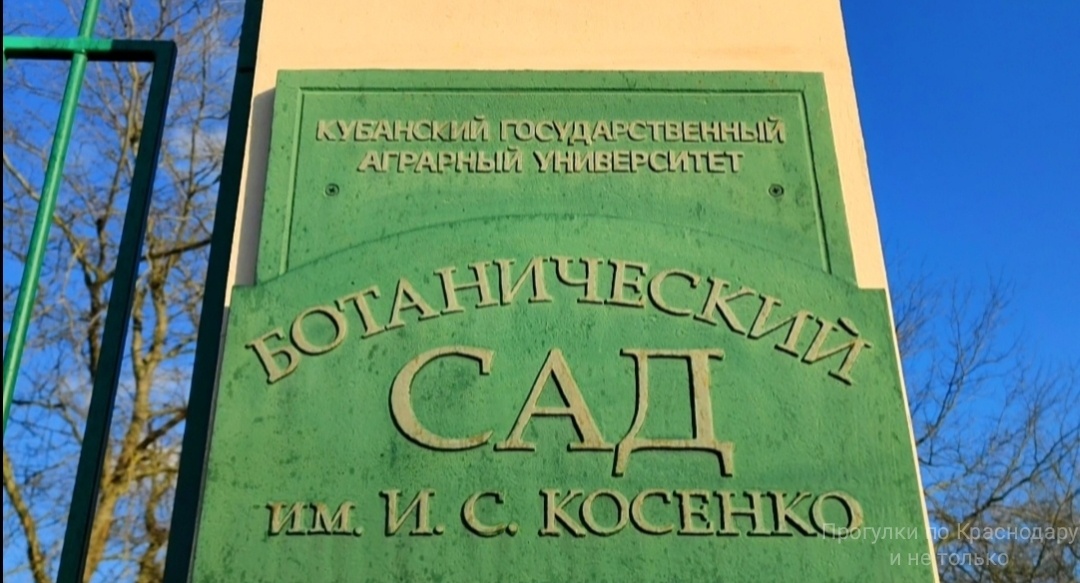 КУБАНСКИЙ ГОСУДАРСТВЕННЫЙ
АГРАРНЫЙ УНИВЕРСИТЕТ
БОТАНИЧЕСКИЙ
САД
им. И. С. КОСЕНКО
Прогулки по Краснодару
и не только